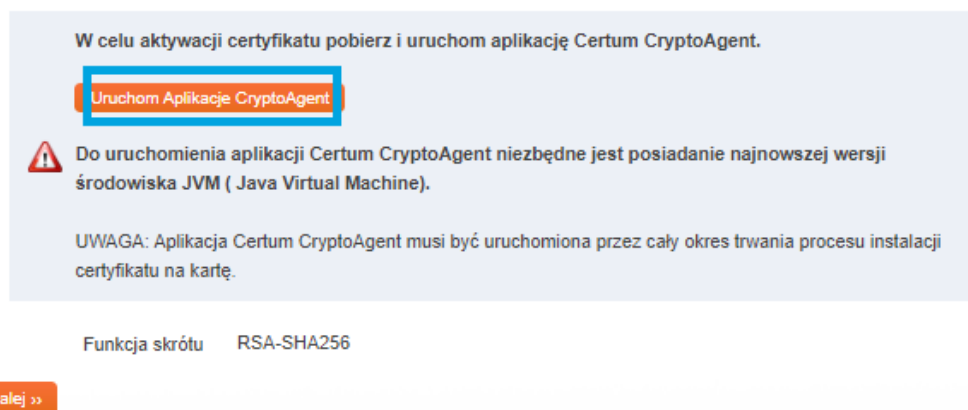 W celu aktywacji certyfikatu pobierz i uruchom aplikację Certum CryptoAgent.
Uruchom Aplikacje CryptoAgent
Do uruchomienia aplikacji Certum CryptoAgent niezbędne jest posiadanie najnowszej wersji
środowiska JVM ( Java Virtual Machine).
UWAGA: Aplikacja Certum CryptoAgent musi być uruchomiona przez cały okres trwania procesu instalacji
certyfikatu na kartę.
Funkcja skrótu RSA-SHA256
alej ››